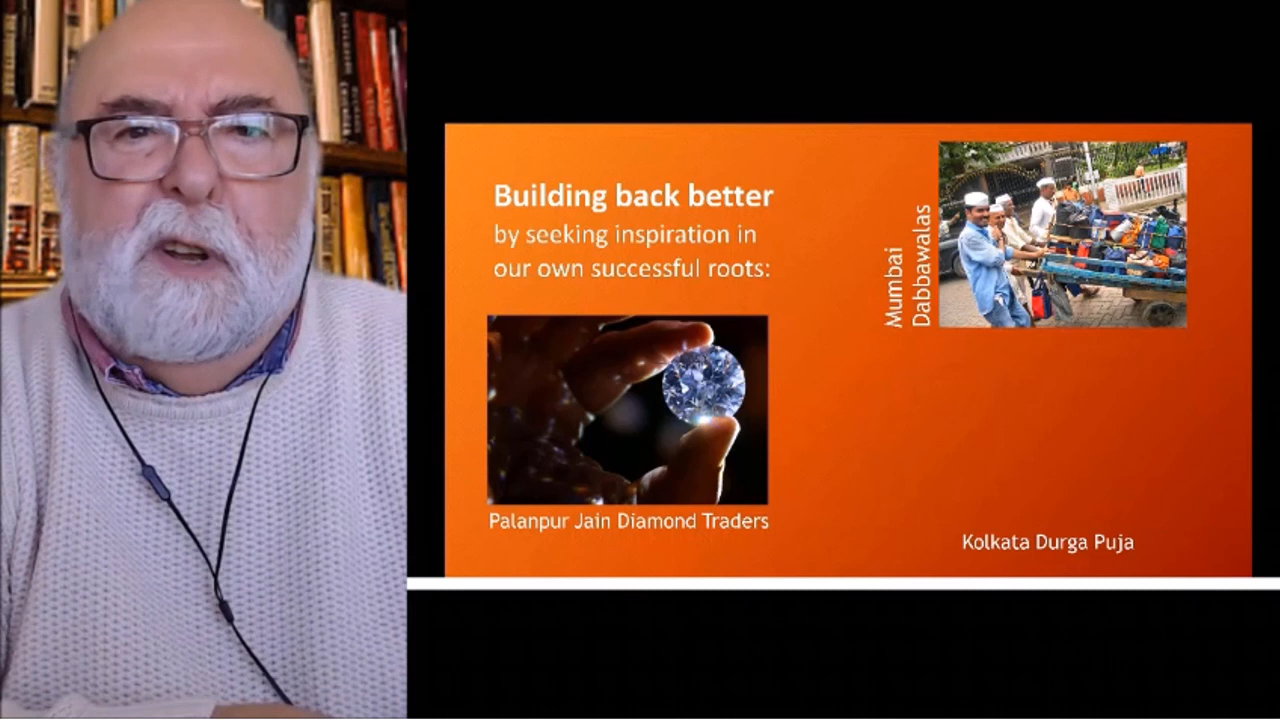 Building back better
by seeking inspiration in
our own successful roots:
Mumbai
Dabbawalas
Palanpur Jain Diamond Traders
Kolkata Durga Puja